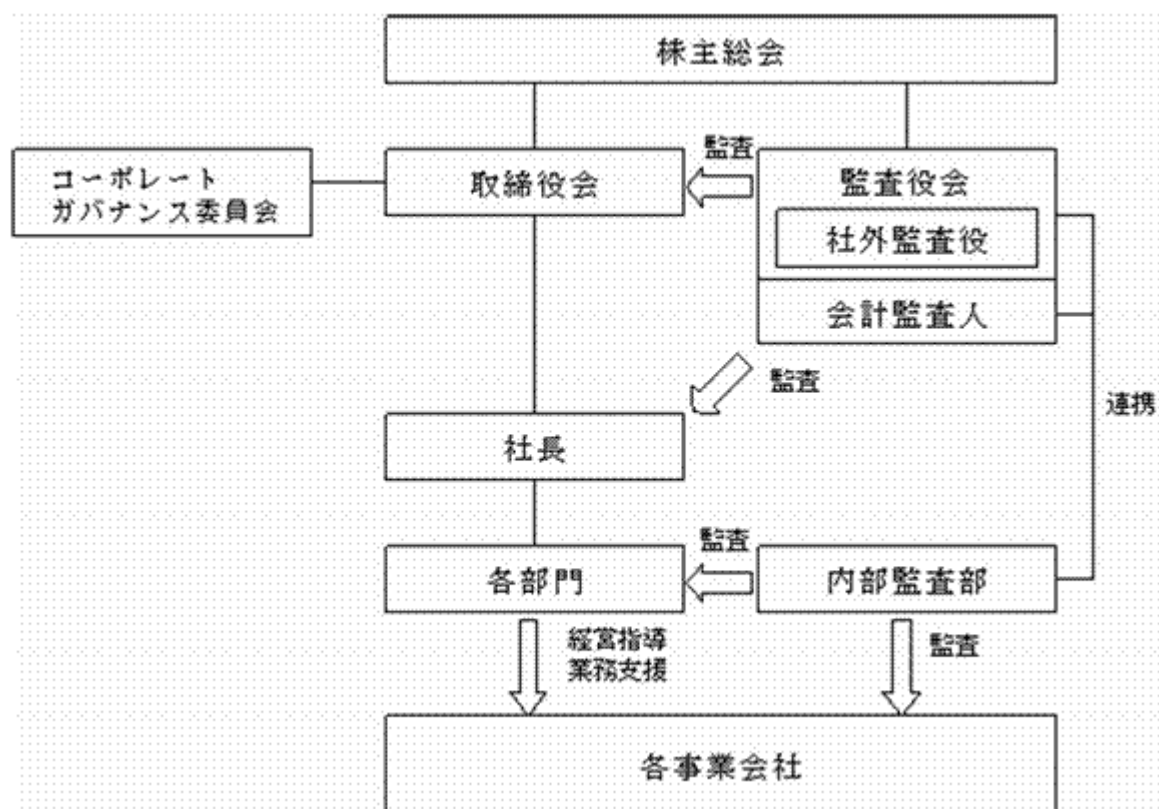 株主総会
コーポレート
ガバナンス委員会
取締役会
監査
監査役会
社外監査役
会計監査人
監査
連携
社長
各部門
監査
内部監査部
経営指導
業務支援
監査
各事業会社